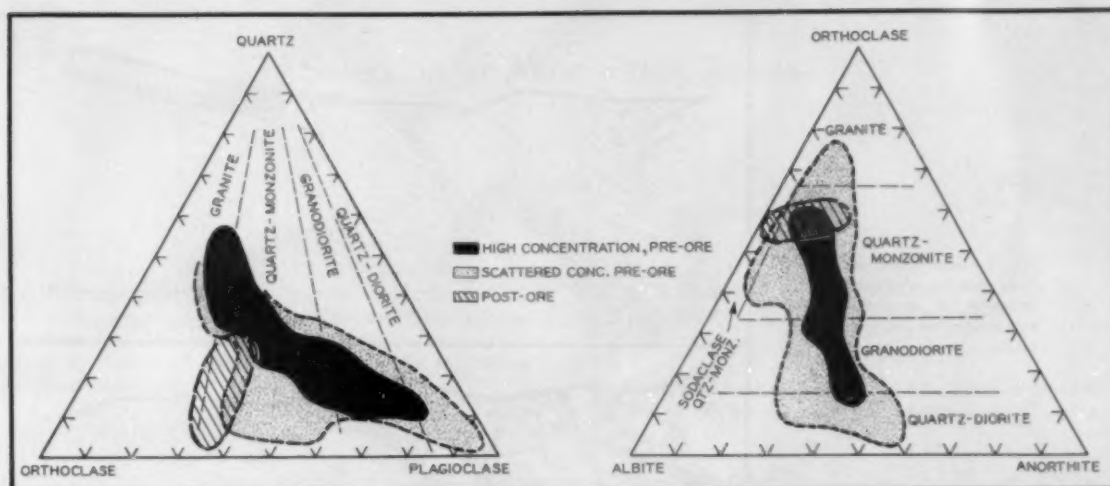 QUARTZ
GRANITE
QUARTZ-MONZONITE
GRANODIORITE
QUARTZ-DIORITE
ORTHOCLASE
PLAGIOCLASE
HIGH CONCENTRATION, PRE-ORE
SCATTERED CONC. PRE-ORE
POST-ORE
ORTHOCLASE
GRANITE
QUARTZ-
MONZONITE
SODACLASE
QTZ-MONZ.
GRANODIORITE
QUARTZ-DIORITE
ALBITE
ANORTHITE